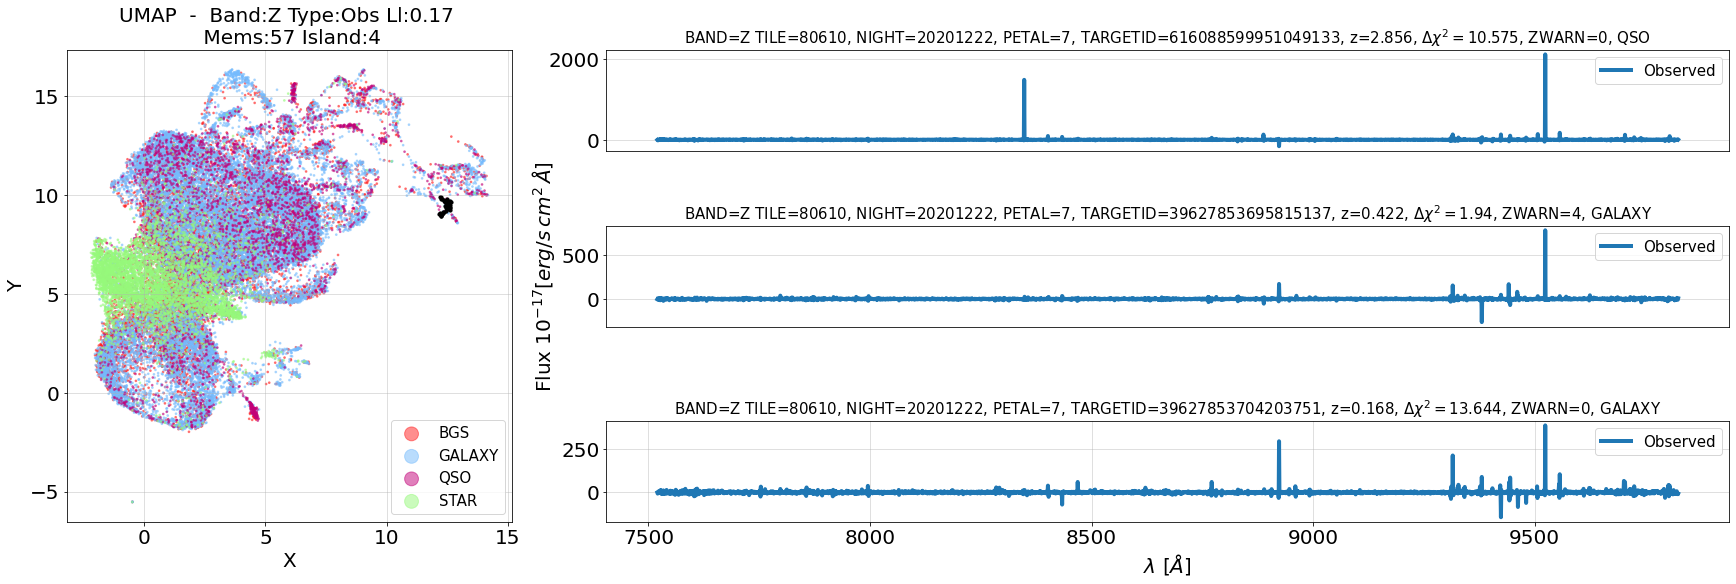 UMAP  -  Band:Z Type:Obs Ll:0.17
Mems:57 Island:4
15
10
5
0
−5
Y
0
5
10
15
X
BGS
GALAXY
QSO
STAR
Flux 10⁻¹⁷[erg/s cm² Å]
BAND=Z TILE=80610, NIGHT=20201222, PETAL=7, TARGETID=616088599951049133, z=2.856, Δχ² = 10.575, ZWARN=0, QSO
2000
0
Observed
BAND=Z TILE=80610, NIGHT=20201222, PETAL=7, TARGETID=39627853695815137, z=0.422, Δχ² = 1.94, ZWARN=4, GALAXY
500
0
Observed
BAND=Z TILE=80610, NIGHT=20201222, PETAL=7, TARGETID=39627853704203751, z=0.168, Δχ² = 13.644, ZWARN=0, GALAXY
250
0
Observed
7500
8000
8500
9000
9500
λ [Å]